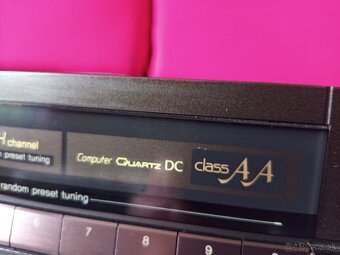 H channel
m preset tuning
Computer QUARTZ DC
class AA
random preset tuning
6 7 8 9